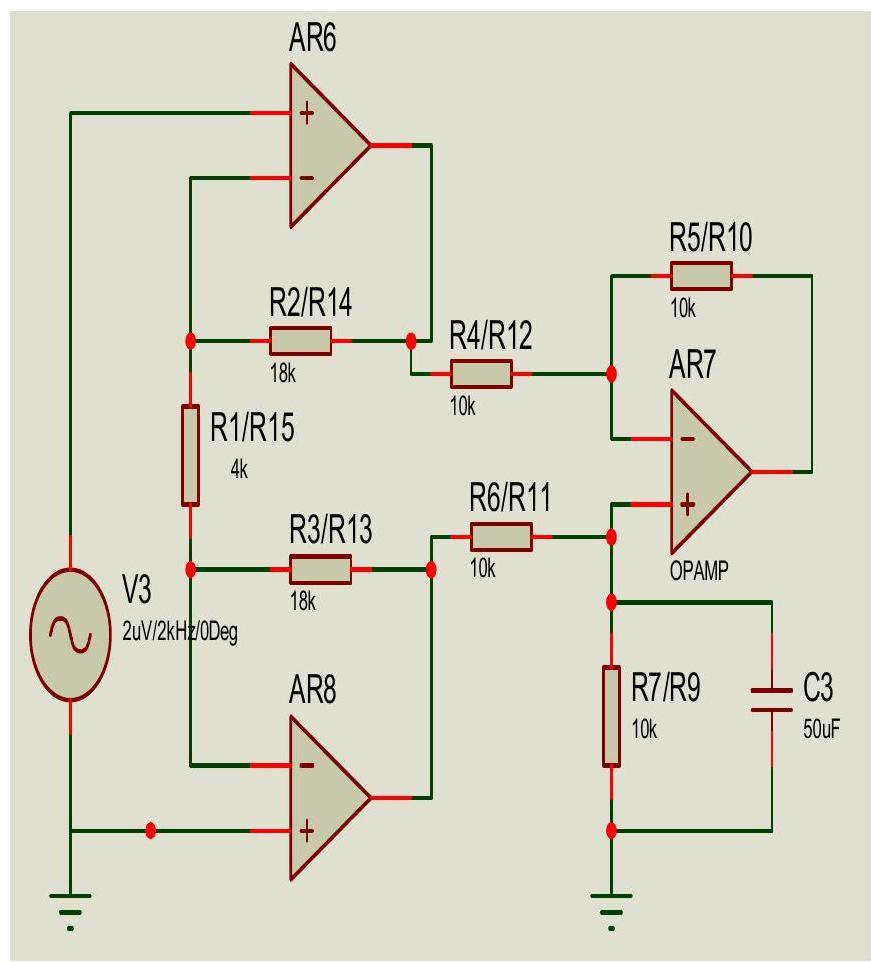 AR6
+
−
R5/R10
10k
R2/R14
18k
R4/R12
10k
AR7
−
+
OPAMP
R1/R15
4k
R6/R11
10k
R3/R13
18k
V3
2uV/2kHz/0Deg
AR8
−
+
R7/R9
10k
C3
50uF